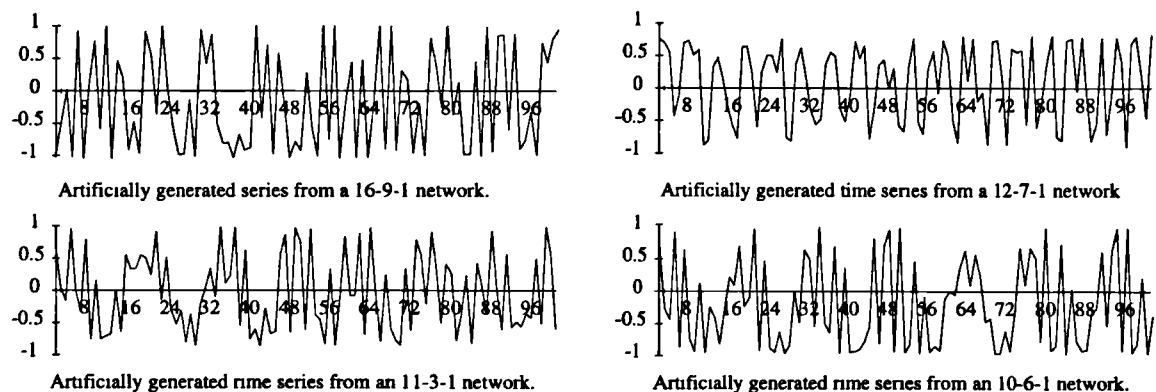 1
0.5
0
-0.5
-1
8 16 24 32 40 48 56 64 72 80 88 96
Artificially generated series from a 16-9-1 network.
1
0.5
0
-0.5
-1
8 16 24 32 40 48 56 64 72 80 88 96
Artificially generated time series from a 12-7-1 network
1
0.5
0
-0.5
-1
8 16 24 32 40 48 56 64 72 80 88 96
Artificially generated rime series from an 11-3-1 network.
1
0.5
0
-0.5
-1
8 16 24 32 40 48 56 64 72 80 88 96
Artificially generated rime series from an 10-6-1 network.